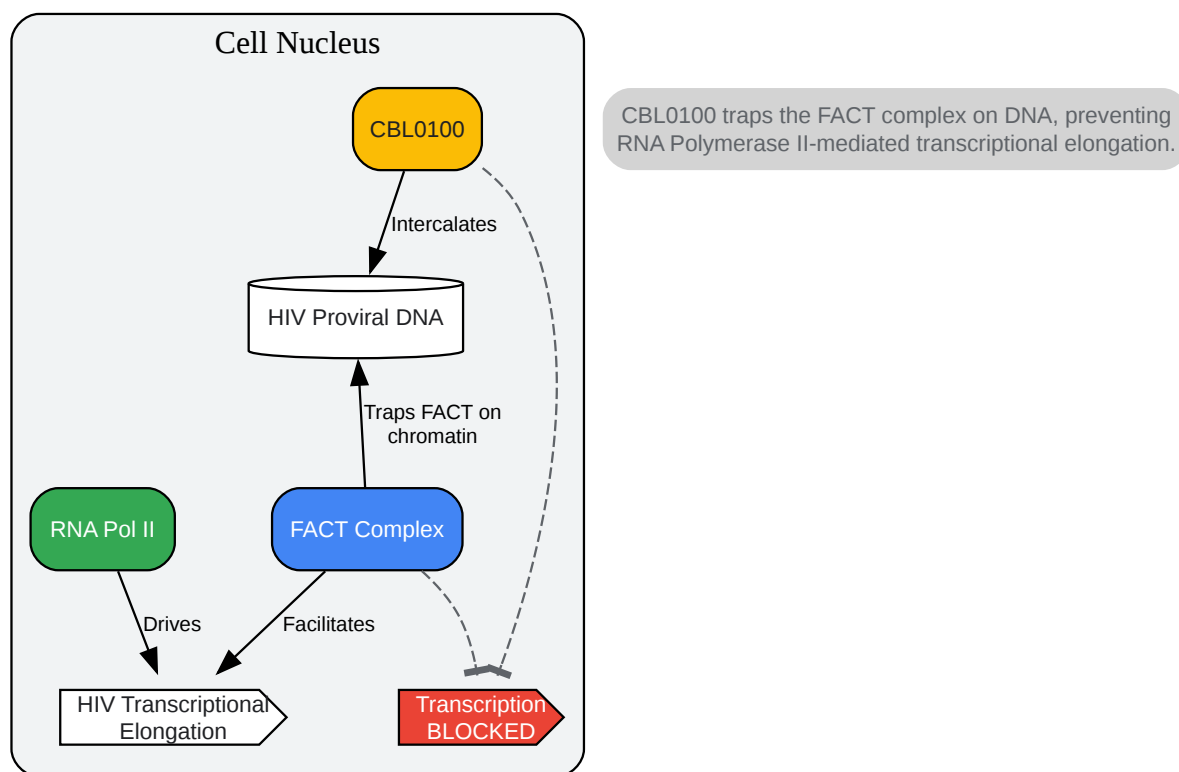 Cell Nucleus
CBL0100
CBL0100 traps the FACT complex on DNA, preventing
RNA Polymerase II-mediated transcriptional elongation.
Intercalates
HIV Proviral DNA
Traps FACT on
chromatin
RNA Pol II
FACT Complex
Drives
Facilitates
HIV Transcriptional
Elongation
Transcription
BLOCKED